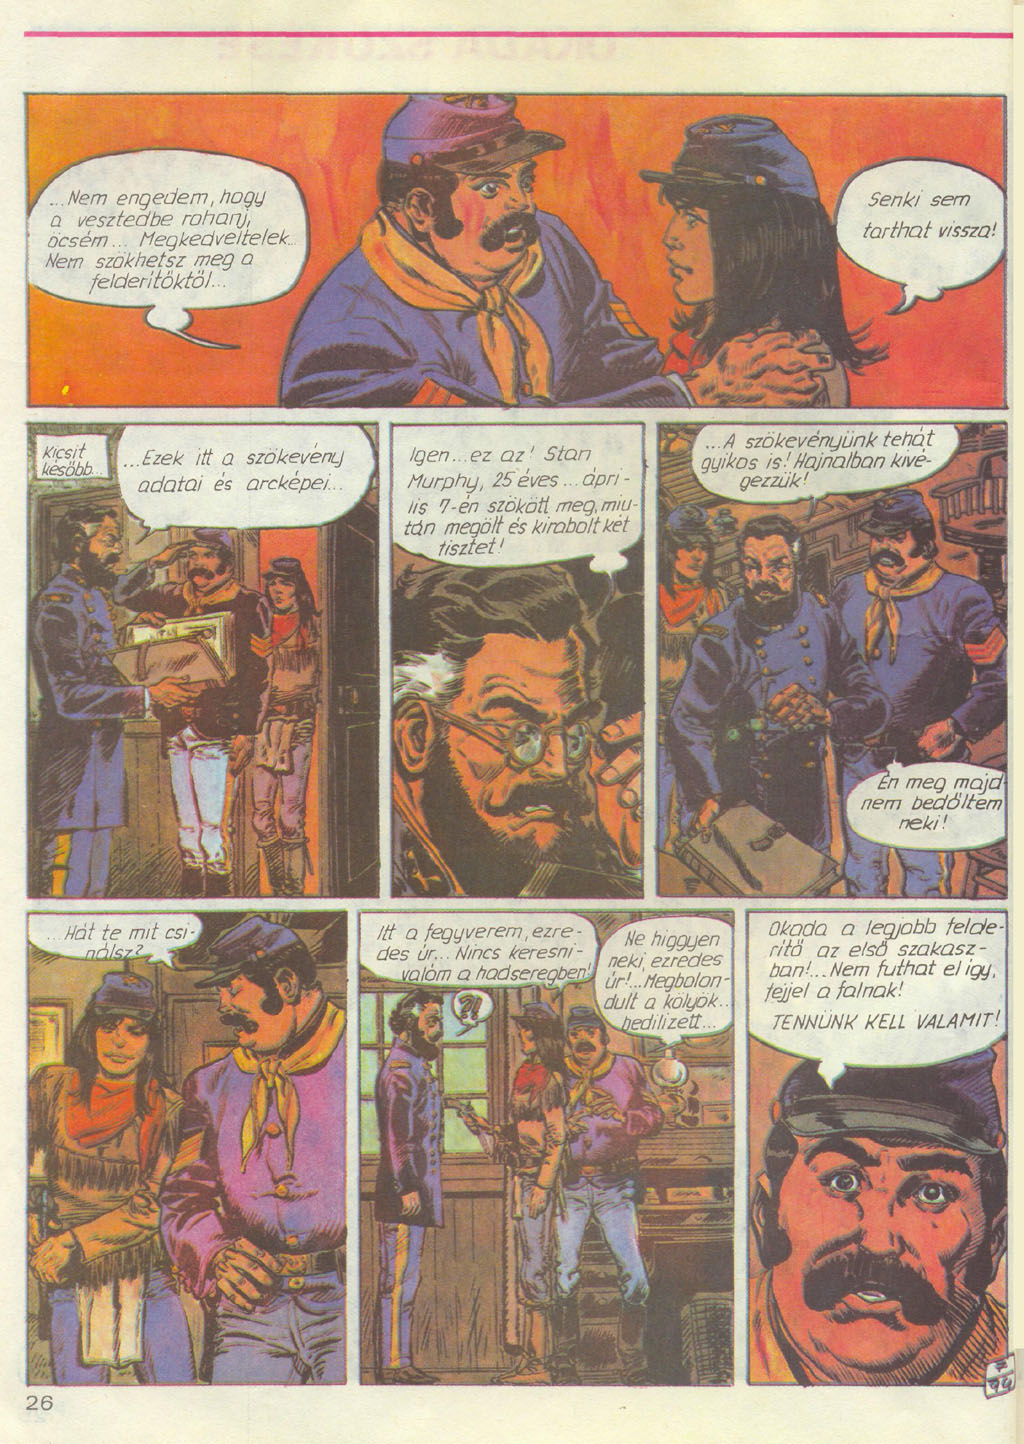 ...Nem engedem, hogy
a vesztedbe rohanj,
öcsém... Megkedveltelek..
Nem szökhetsz meg a
felderítőktől...
Senki sem
tarthat vissza!
Kicsit
később...
...Ezek itt a szökevény
adatai és arcképei...
Igen...ez az! Stan
Murphy, 25 éves...ápri-
lis 7-én szökött meg, miu-
tán megölt és kirabolt két
tisztet!
...A szökevényünk tehát
gyilkos is! Hajnalban kivé-
gezzük!
Én meg majd
nem bedőltem
neki!
...Hát te mit csi-
nálsz?
Itt a fegyverem, ezre-
des úr... Nincs keresni-
valóm a hadseregben!
?!
Ne higgyen
neki, ezredes
úr!...Megbolon-
dult a kölyök..
bedilizett...
Okada a legjobb felde-
rítő az első szakasz-
ban!...Nem futhat el így,
fejjel a falnak!
TENNÜNK KELL VALAMIT!
26